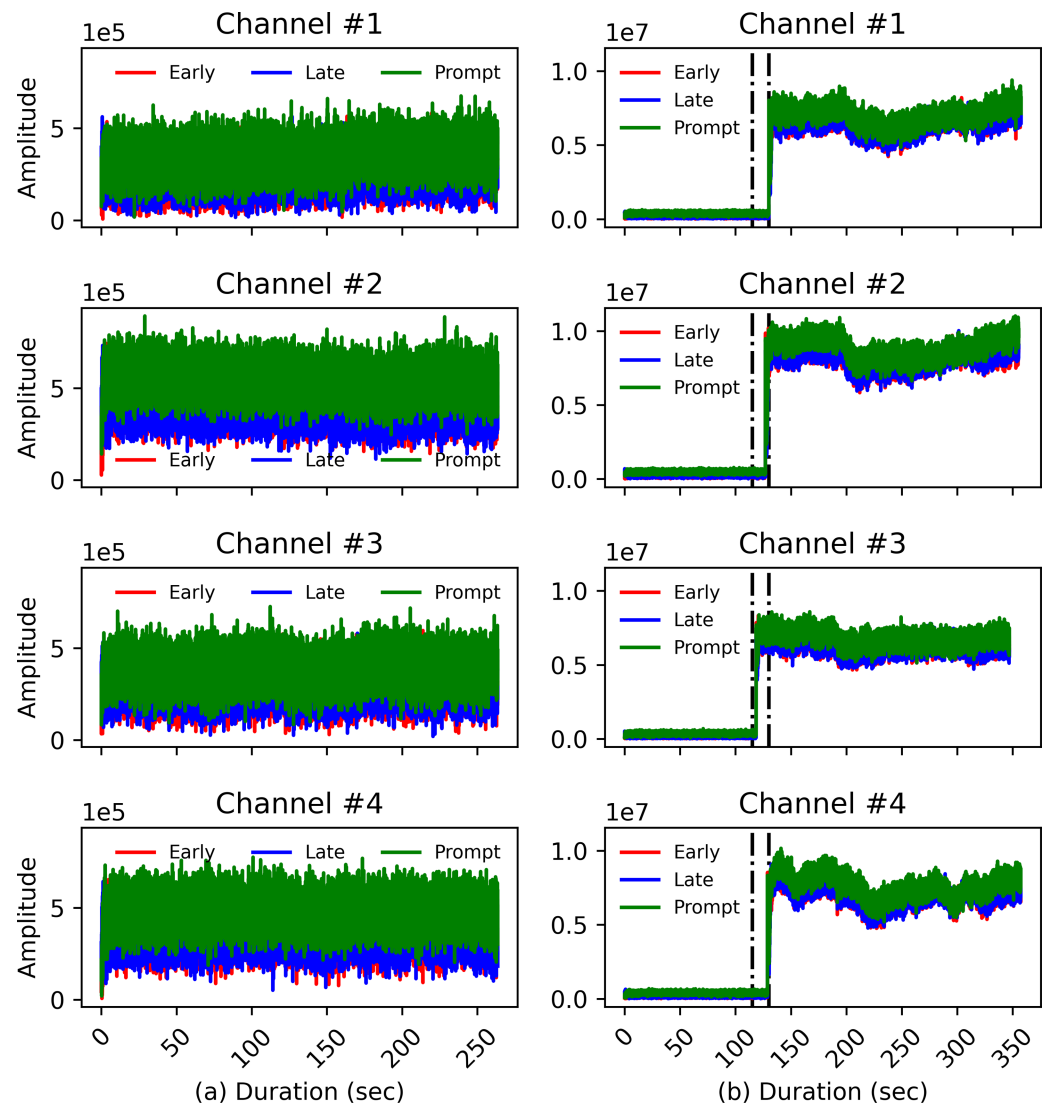 Channel #1
1e5
Early Late Prompt
Amplitude
5
0
Channel #1
1e7
1.0
0.5
0.0
Early
Late
Prompt
Channel #2
1e5
Amplitude
5
0
Early Late Prompt
Channel #2
1e7
1.0
0.5
0.0
Early
Late
Prompt
Channel #3
1e5
Early Late Prompt
Amplitude
5
0
Channel #3
1e7
1.0
0.5
0.0
Early
Late
Prompt
Channel #4
1e5
Early Late Prompt
Amplitude
5
0
0 50 100 150 200 250
(a) Duration (sec)
Channel #4
1e7
1.0
0.5
0.0
Early
Late
Prompt
0 50 100 150 200 250 300 350
(b) Duration (sec)